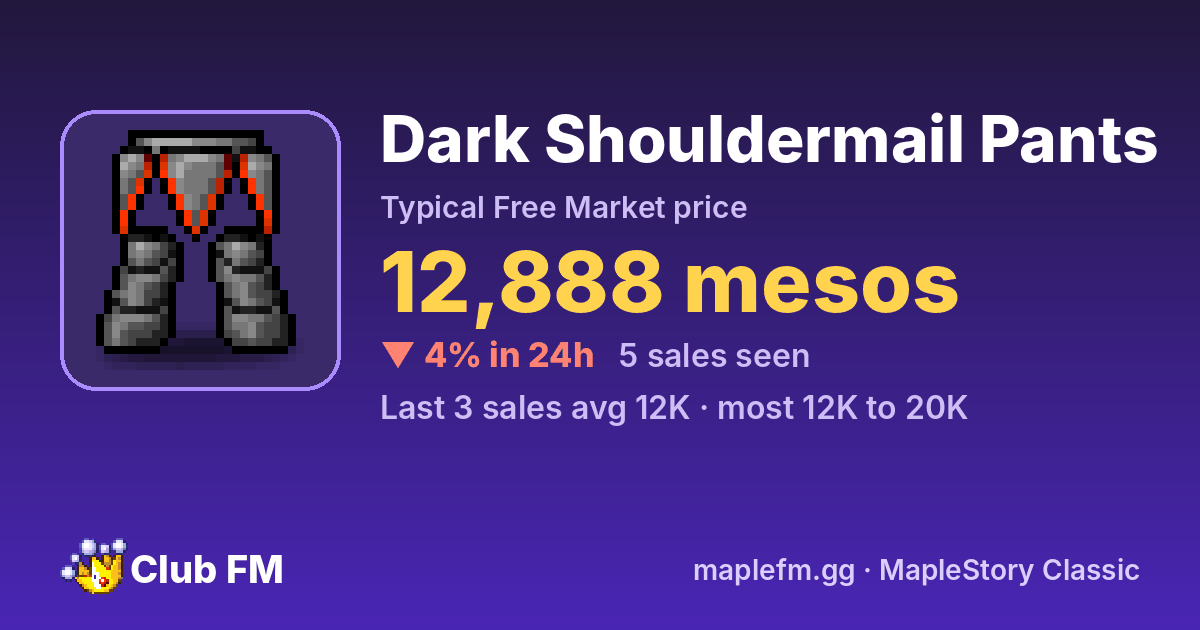 Dark Shouldermail Pants
Typical Free Market price
12,888 mesos
▼ 4% in 24h 5 sales seen
Last 3 sales avg 12K · most 12K to 20K
Club FM
maplefm.gg · MapleStory Classic